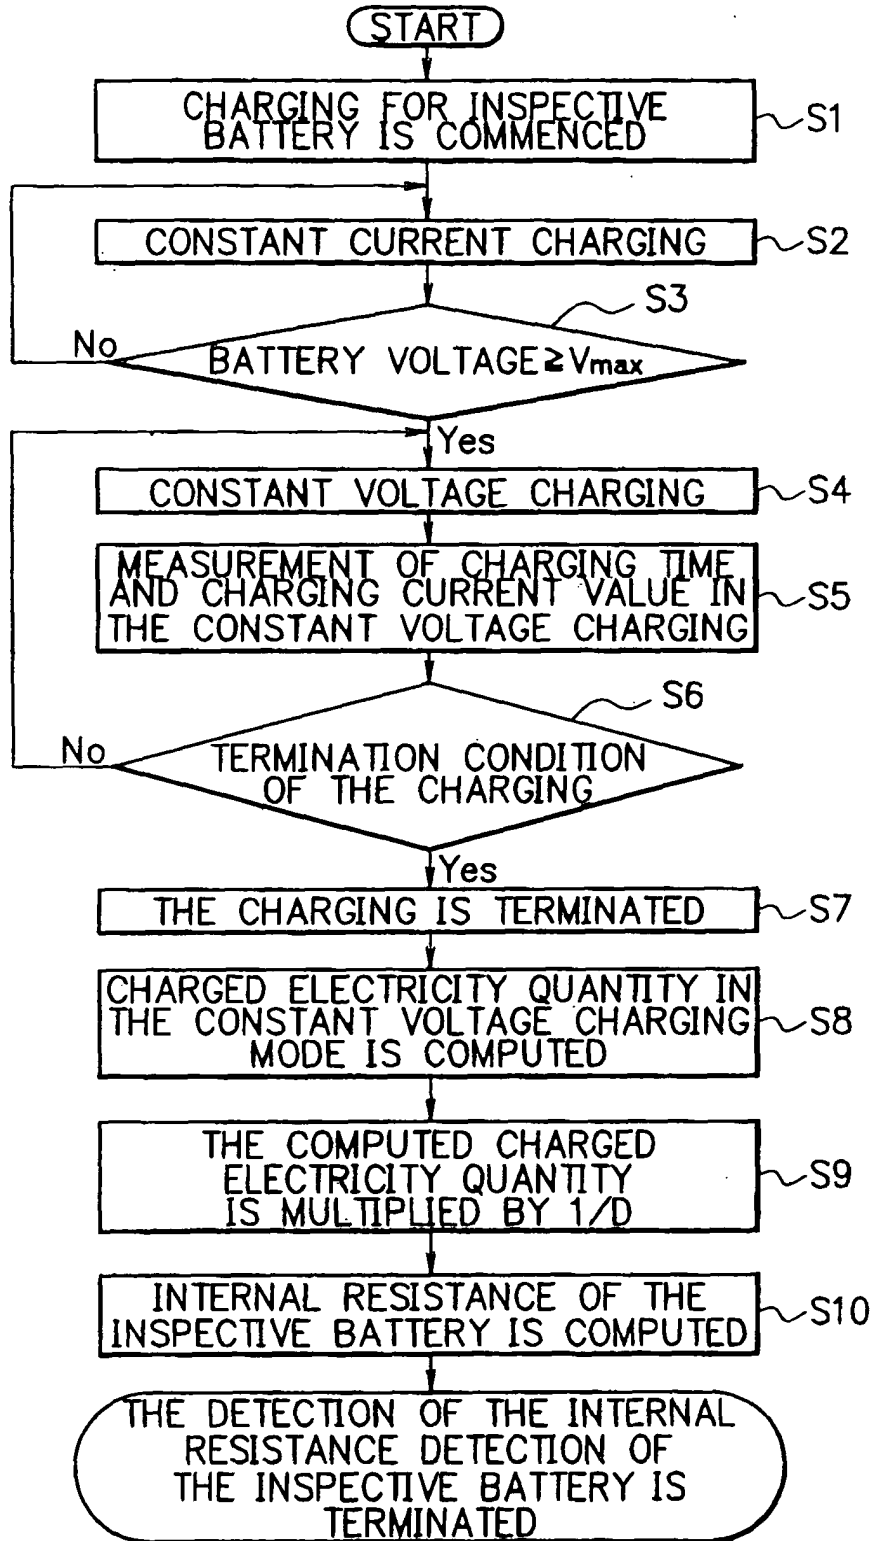 START
CHARGING FOR INSPECTIVE
BATTERY IS COMMENCED
S1
CONSTANT CURRENT CHARGING
S2
S3
No
BATTERY VOLTAGE≧Vmax
Yes
CONSTANT VOLTAGE CHARGING
S4
MEASUREMENT OF CHARGING TIME
AND CHARGING CURRENT VALUE IN
THE CONSTANT VOLTAGE CHARGING
S5
S6
No
TERMINATION CONDITION
OF THE CHARGING
Yes
THE CHARGING IS TERMINATED
S7
CHARGED ELECTRICITY QUANTITY IN
THE CONSTANT VOLTAGE CHARGING
MODE IS COMPUTED
S8
THE COMPUTED CHARGED
ELECTRICITY QUANTITY
IS MULTIPLIED BY 1/D
S9
INTERNAL RESISTANCE OF THE
INSPECTIVE BATTERY IS COMPUTED
S10
THE DETECTION OF THE INTERNAL
RESISTANCE DETECTION OF
THE INSPECTIVE BATTERY IS
TERMINATED